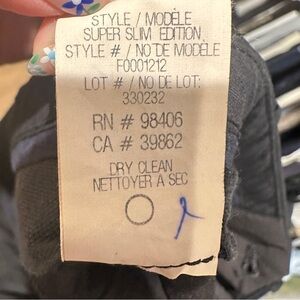 STYLE / MODÈLE
SUPER SLIM EDITION
STYLE # / NO DE MODÈLE
F0001212
LOT # / NO DE LOT:
330232
RN # 98406
CA # 39862
DRY CLEAN
NETTOYER A SEC